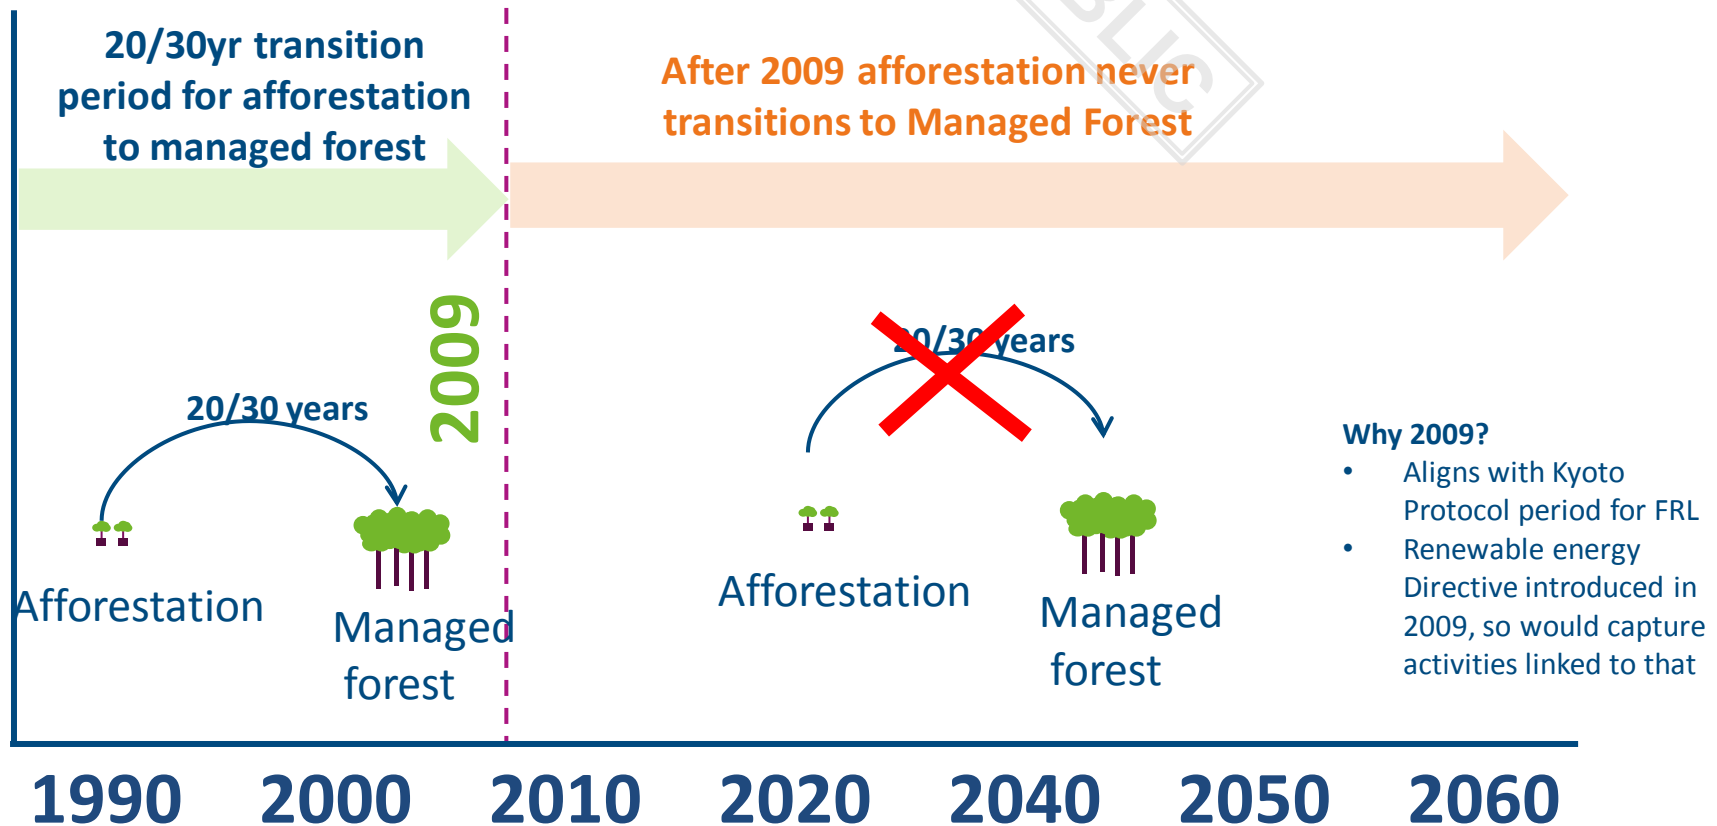 20/30yr transition
period for afforestation
to managed forest
After 2009 afforestation never
transitions to Managed Forest
BLIC
2009
20/30 years
20/30 years
Afforestation
Managed
forest
Afforestation
Managed
forest
Why 2009?
• Aligns with Kyoto
Protocol period for FRL
• Renewable energy
Directive introduced in
2009, so would capture
activities linked to that
1990 2000 2010 2020 2040 2050 2060